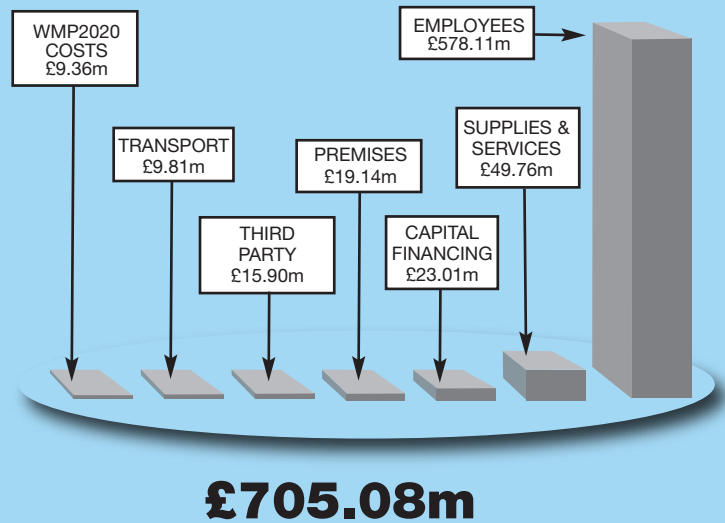 WMP2020
COSTS
£9.36m
TRANSPORT
£9.81m
THIRD
PARTY
£15.90m
PREMISES
£19.14m
CAPITAL
FINANCING
£23.01m
SUPPLIES &
SERVICES
£49.76m
EMPLOYEES
£578.11m
£705.08m